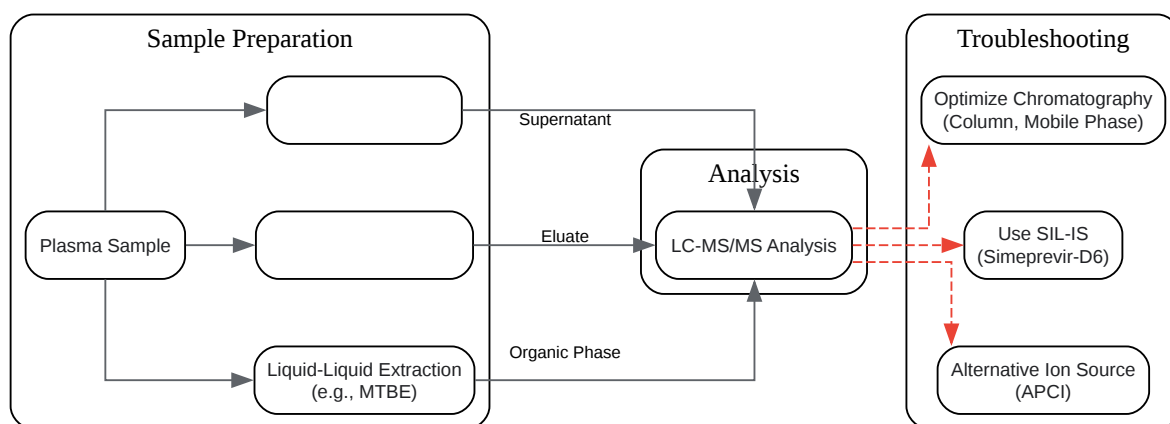 Sample Preparation
Troubleshooting
Optimize Chromatography
(Column, Mobile Phase)
Supernatant
Analysis
Plasma Sample
Eluate
LC-MS/MS Analysis
Use SIL-IS
(Simeprevir-D6)
Organic Phase
Liquid-Liquid Extraction
(e.g., MTBE)
Alternative Ion Source
(APCI)